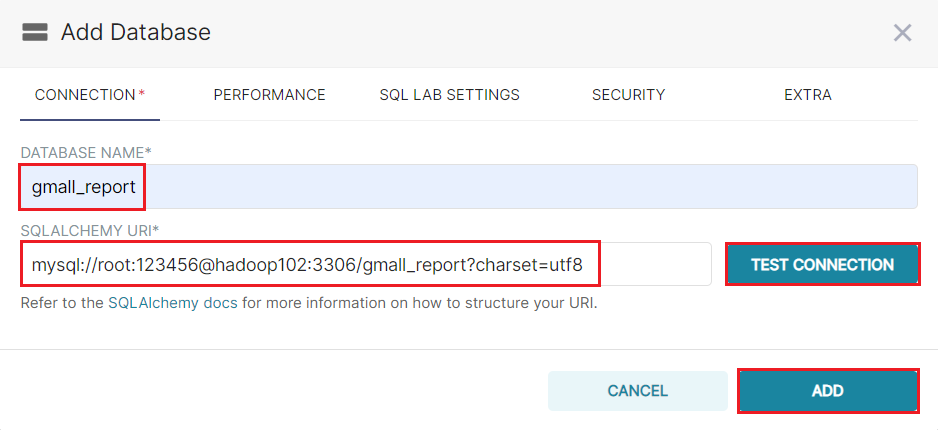 Add Database
CONNECTION * PERFORMANCE SQL LAB SETTINGS SECURITY EXTRA
DATABASE NAME*
gmall_report
SQLALCHEMY URI*
mysql://root:123456@hadoop102:3306/gmall_report?charset=utf8 TEST CONNECTION
Refer to the SQLAlchemy docs for more information on how to structure your URI.
CANCEL ADD